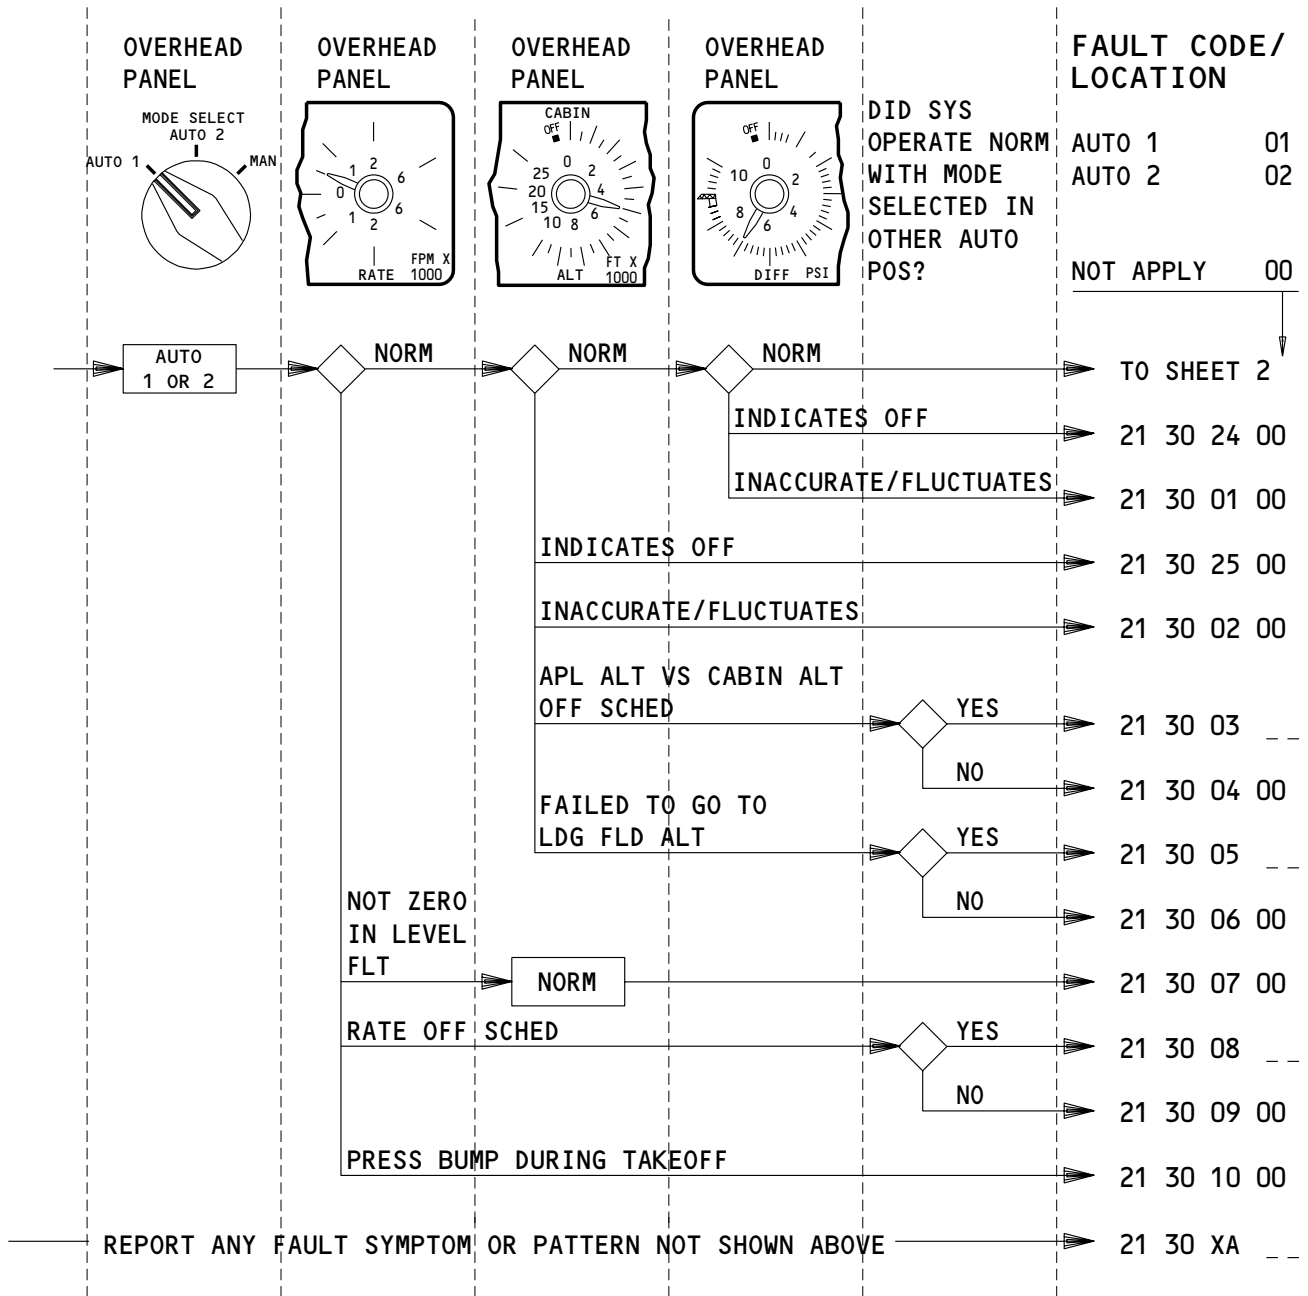 OVERHEAD
PANEL
MODE SELECT
AUTO 2
AUTO 1
MAN
OVERHEAD
PANEL
2
1
6
0
1
6
2
RATE
FPM X
1000
OVERHEAD
PANEL
CABIN
OFF
0
25
2
20
4
15
6
10
8
ALT
FT X
1000
OVERHEAD
PANEL
OFF
0
10
2
8
4
6
DIFF
PSI
DID SYS
OPERATE NORM
WITH MODE
SELECTED IN
OTHER AUTO
POS?
FAULT CODE/
LOCATION
AUTO 1 01
AUTO 2 02
NOT APPLY 00
AUTO
1 OR 2
NORM
NORM
NORM
TO SHEET 2
INDICATES OFF
21 30 24 00
INACCURATE/FLUCTUATES
21 30 01 00
INDICATES OFF
21 30 25 00
INACCURATE/FLUCTUATES
21 30 02 00
APL ALT VS CABIN ALT
OFF SCHED
YES
21 30 03 _ _
NO
21 30 04 00
FAILED TO GO TO
LDG FLD ALT
YES
21 30 05 _ _
NO
21 30 06 00
NOT ZERO
IN LEVEL
FLT
NORM
21 30 07 00
RATE OFF SCHED
YES
21 30 08 _ _
NO
21 30 09 00
PRESS BUMP DURING TAKEOFF
21 30 10 00
REPORT ANY FAULT SYMPTOM OR PATTERN NOT SHOWN ABOVE
21 30 XA _ _